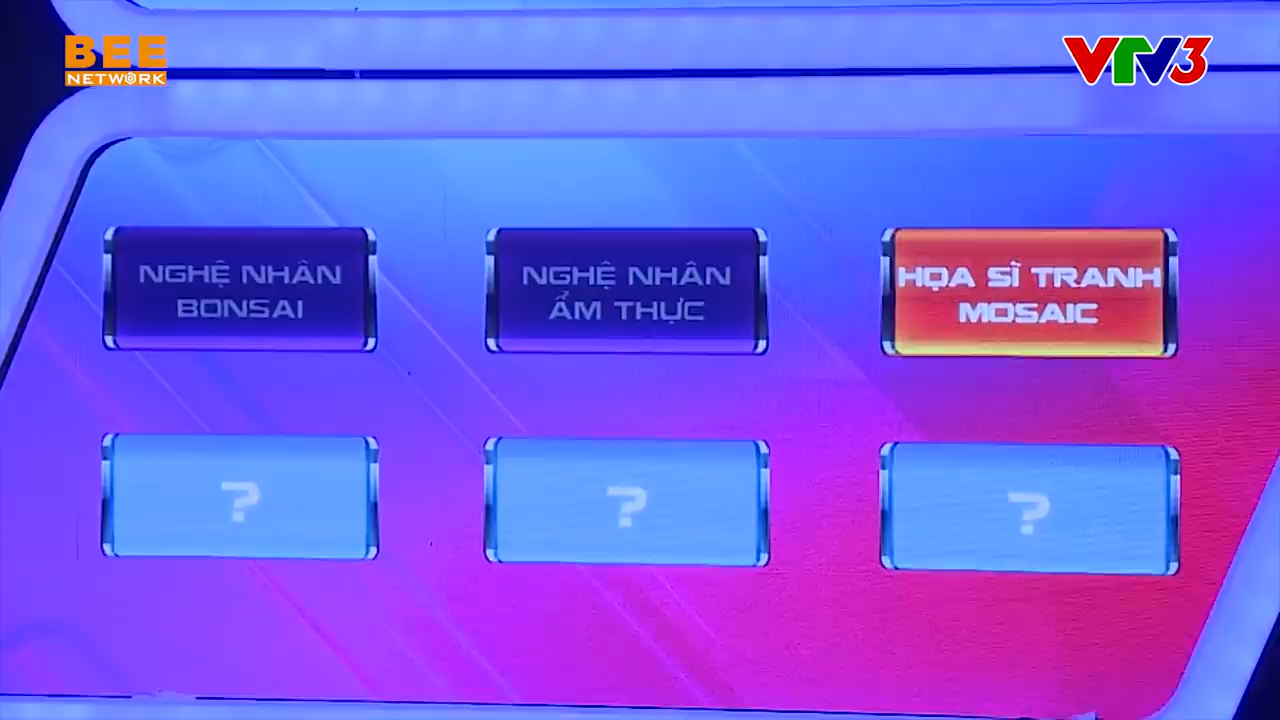 BEE
NETWORK
VTV3
NGHỆ NHÂN
BONSAI
NGHỆ NHÂN
ẨM THỰC
HỌA SĨ TRANH
MOSAIC
?
?
?